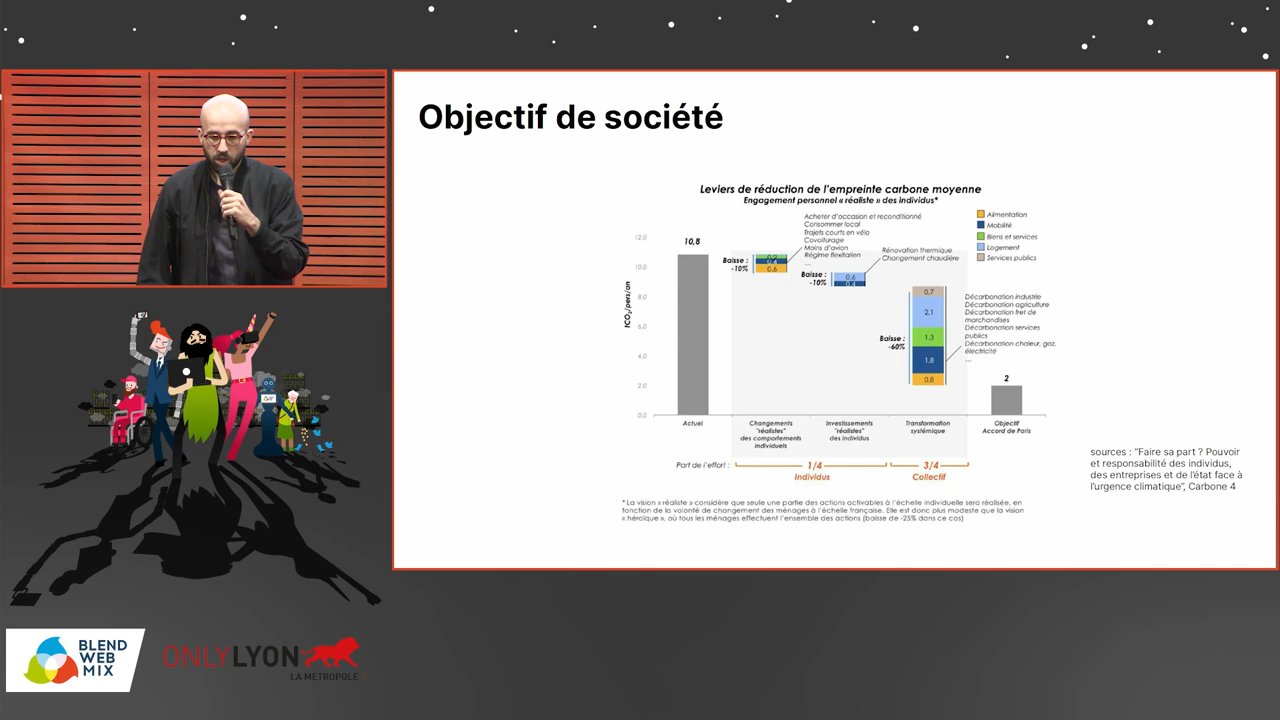 Objectif de société
Leviers de réduction de l'empreinte carbone moyenne
Engagement personnel « réaliste » des individus*
tCO₂/pers/an
12,0
10,0
8,0
6,0
4,0
2,0
0,0
10,8
Baisse :
-10%
0.4
0.6
Acheter d'occasion et reconditionné
Consommer local
Trajets courts en vélo
Covoiturage
Moins d'avion
Régime flexitarien
...
Baisse :
-10%
0.6
0.4
Rénovation thermique
Changement chaudière
Baisse :
-60%
0.7
2.1
1.3
1.8
0.8
Décarbonation industrie
Décarbonation agriculture
Décarbonation fret de
marchandises
Décarbonation services
publics
Décarbonation chaleur, gaz,
électricité
...
2
Alimentation
Mobilité
Biens et services
Logement
Services publics
Actuel
Changements
"réalistes"
des comportements
individuels
Investissements
"réalistes"
des individus
Transformation
systémique
Objectif
Accord de Paris
Part de l'effort :
1/4
Individus
3/4
Collectif
* La vision « réaliste » considère que seule une partie des actions activables à l'échelle individuelle sera réalisée, en
fonction de la volonté de changement des ménages à l'échelle française. Elle est donc plus modeste que la vision
« héroïque », où tous les ménages effectuent l'ensemble des actions (baisse de -25% dans ce cas)
sources : "Faire sa part ? Pouvoir
et responsabilité des individus,
des entreprises et de l'état face à
l'urgence climatique", Carbone 4
BLEND
WEB
MIX
ONLYLYON
LA MÉTROPOLE